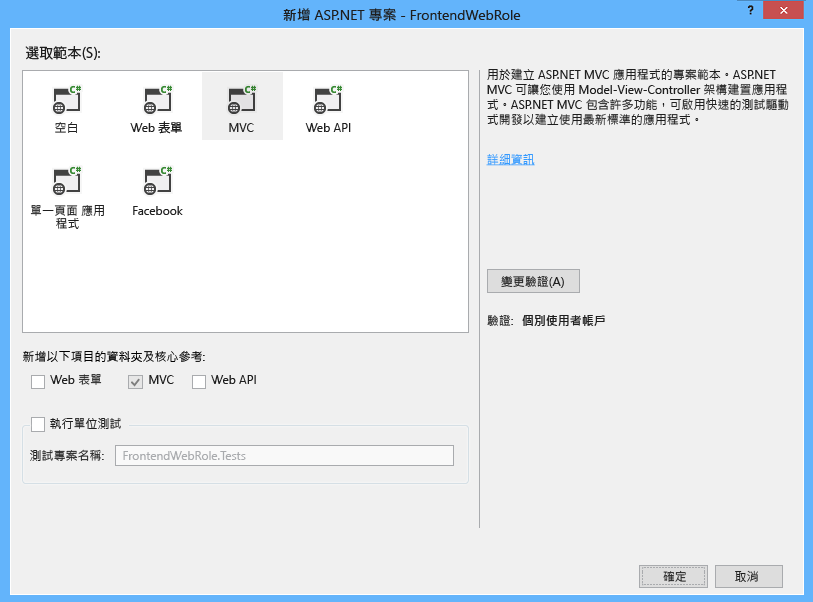 新增 ASP.NET 專案 - FrontendWebRole
?
選取範本(S):
C#
C#
C#
C#
空白
Web 表單
MVC
Web API
C#
C#
單一頁面 應用
程式
Facebook
用於建立 ASP.NET MVC 應用程式的專案範本。ASP.NET
MVC 可讓您使用 Model-View-Controller 架構建置應用程
式。ASP.NET MVC 包含許多功能，可啟用快速的測試驅動
式開發以建立使用最新標準的應用程式。
詳細資訊
變更驗證(A)
驗證: 個別使用者帳戶
新增以下項目的資料夾及核心參考:
Web 表單
MVC
Web API
執行單位測試
測試專案名稱:
FrontendWebRole.Tests
確定
取消